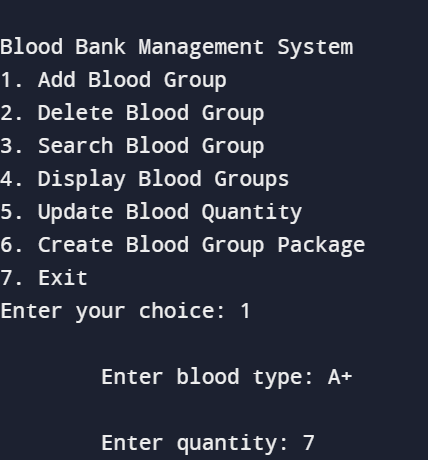 Blood Bank Management System
1. Add Blood Group
2. Delete Blood Group
3. Search Blood Group
4. Display Blood Groups
5. Update Blood Quantity
6. Create Blood Group Package
7. Exit
Enter your choice: 1
Enter blood type: A+
Enter quantity: 7